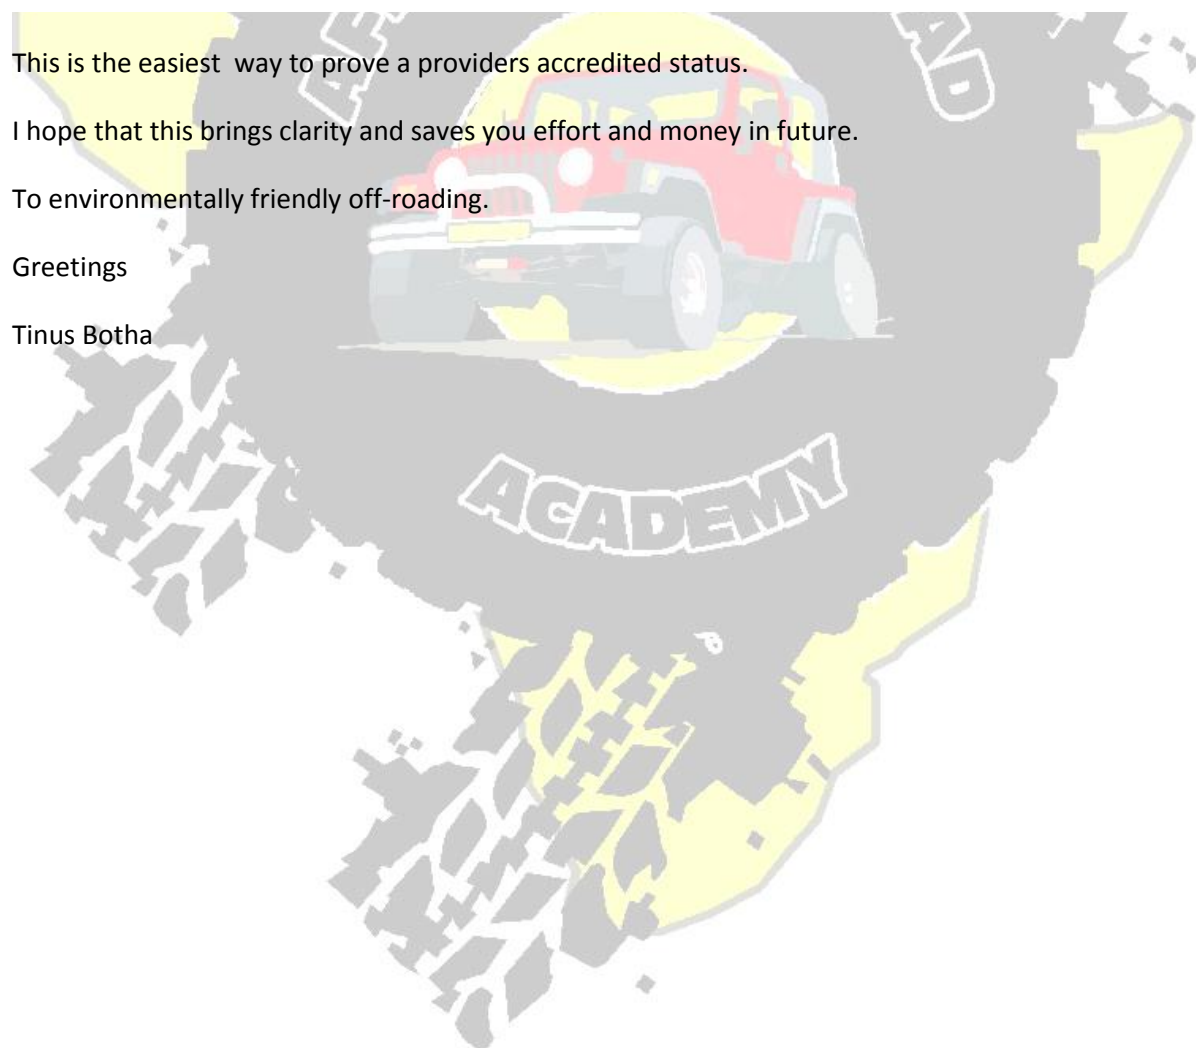 This is the easiest  way to prove a providers accredited status.
I hope that this brings clarity and saves you effort and money in future.
To environmentally friendly off-roading.
Greetings
Tinus Botha
ACADEMY